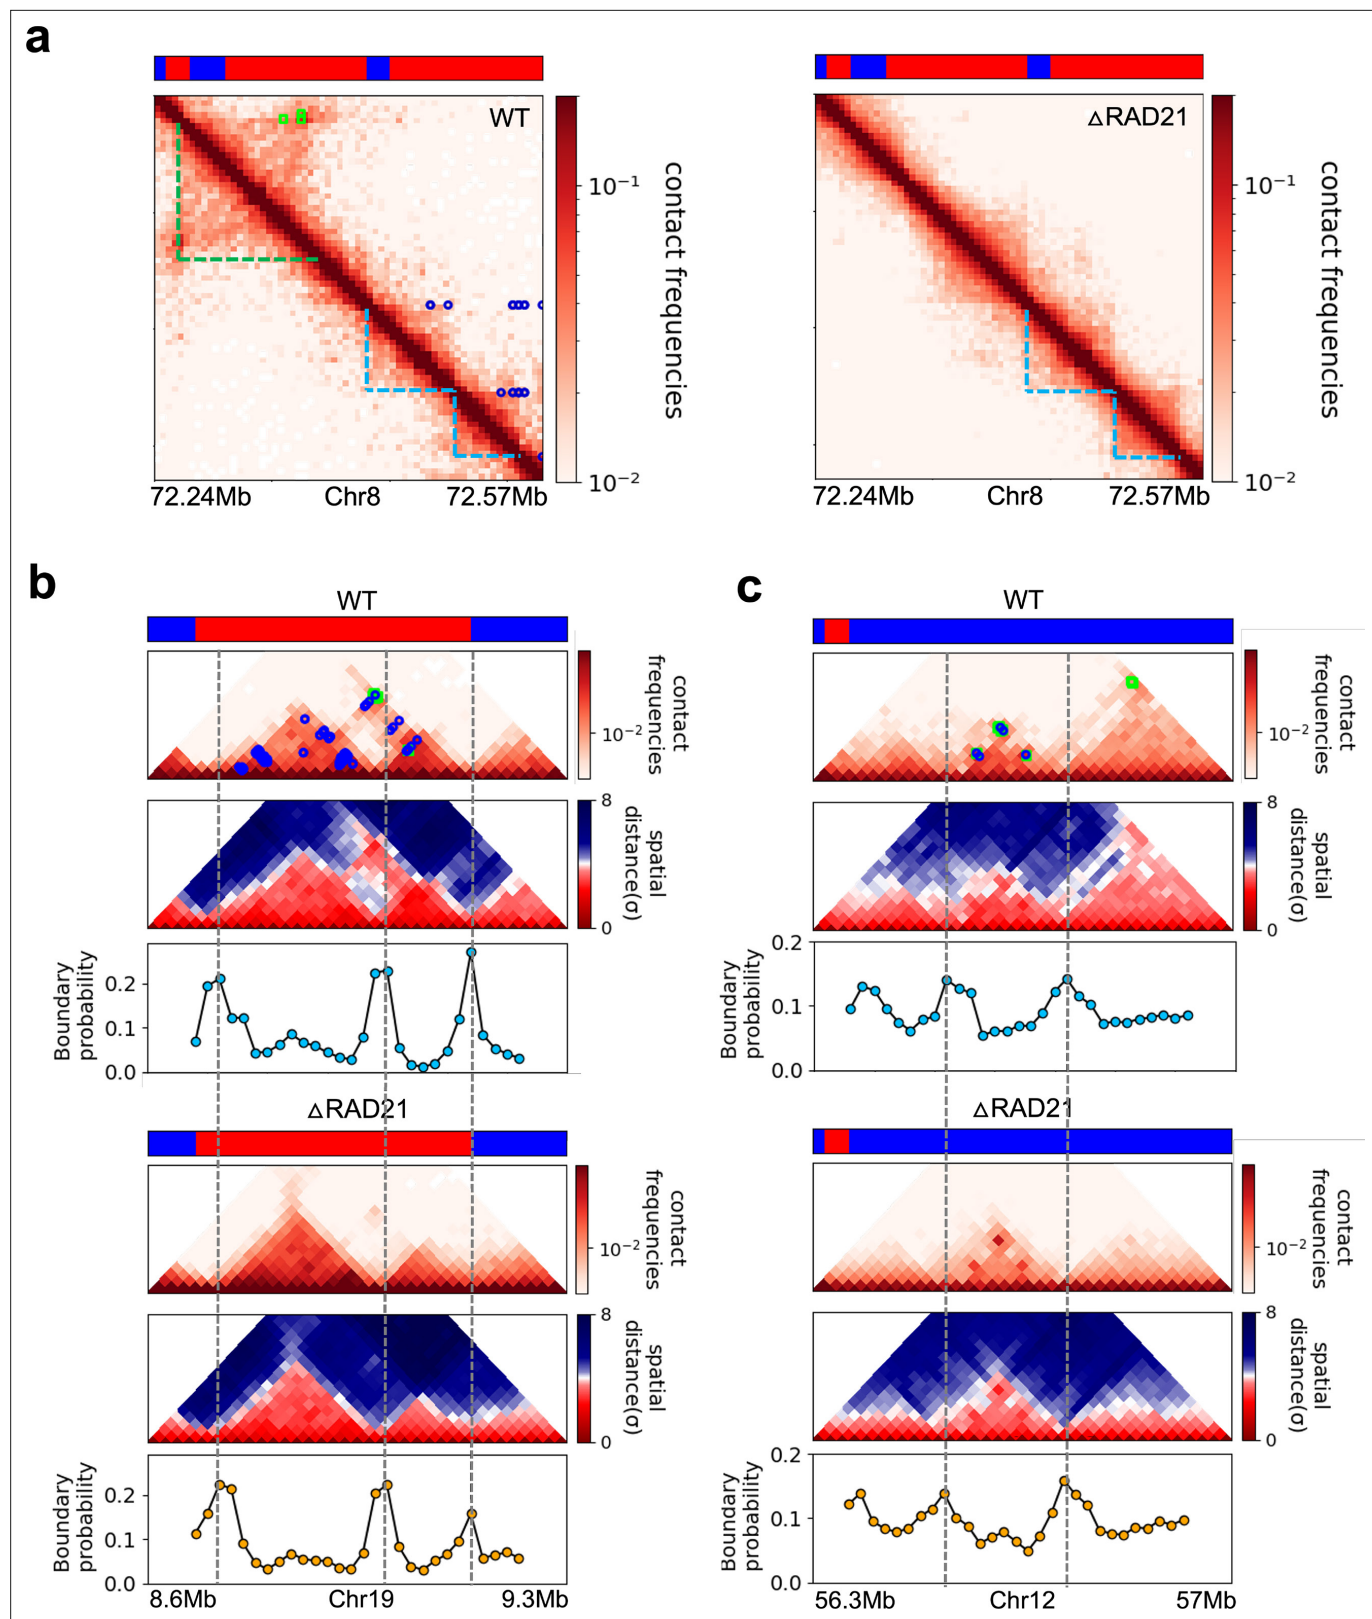 a
WT
10⁻¹
10⁻²
contact frequencies
72.24Mb Chr8 72.57Mb
△RAD21
10⁻¹
10⁻²
contact frequencies
72.24Mb Chr8 72.57Mb
b
WT
10⁻²
contact
frequencies
8
0
spatial
distance(σ)
Boundary
probability
0.2
0.1
0.0
△RAD21
10⁻²
contact
frequencies
8
0
spatial
distance(σ)
Boundary
probability
0.2
0.1
0.0
8.6Mb Chr19 9.3Mb
c
WT
10⁻²
contact
frequencies
8
0
spatial
distance(σ)
Boundary
probability
0.2
0.1
0.0
△RAD21
10⁻²
contact
frequencies
8
0
spatial
distance(σ)
Boundary
probability
0.2
0.1
0.0
56.3Mb Chr12 57Mb